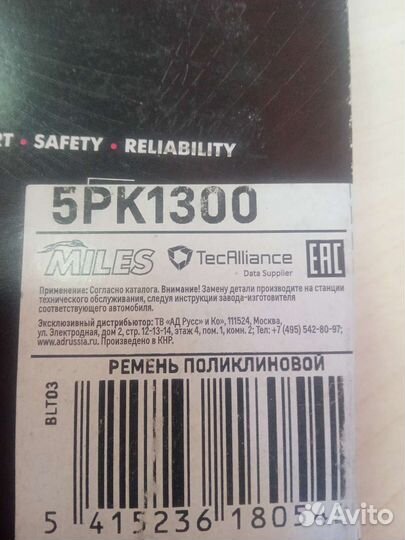 RT • SAFETY • RELIABILITY
5PK1300
MILES TecAlliance EAC
Data Supplier
Применение: Согласно каталога. Внимание! Замену детали производите на станции
технического обслуживания, следуя инструкции завода-изготовителя
соответствующего автомобиля.
Эксклюзивный дистрибьютор: ТВ «АД Русс» и Ко», 111524, Москва,
ул. Электродная, дом 2, стр. 12-13-14, этаж 4, пом. 1, комн. 2; Тел: +7 (495) 542-80-97;
www.adrussia.ru. Произведено в КНР.
РЕМЕНЬ ПОЛИКЛИНОВОЙ
BLT03
5 415236 1805
Avito